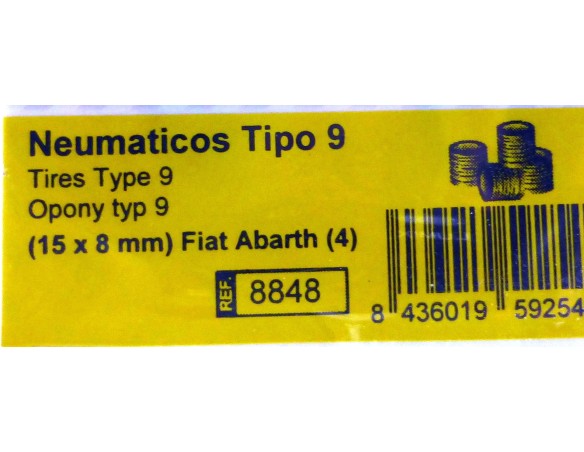 Neumaticos Tipo 9
Tires Type 9
Opony typ 9
(15 x 8 mm) Fiat Abarth (4)
REF. 8848
8 436019 59254